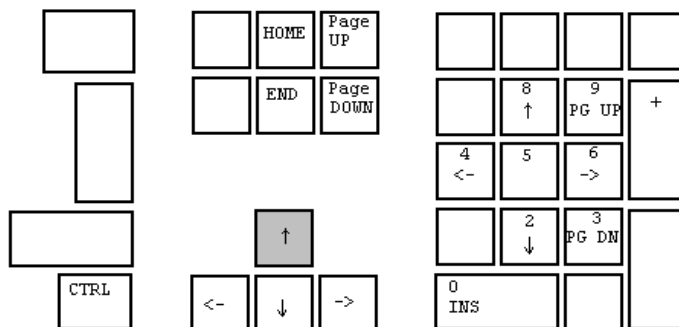 HOME
Page
UP
END
Page
DOWN
8
↑
9
PG UP
+
4
<-
5
6
->
↑
2
↓
3
PG DN
CTRL
<-
↓
->
0
INS